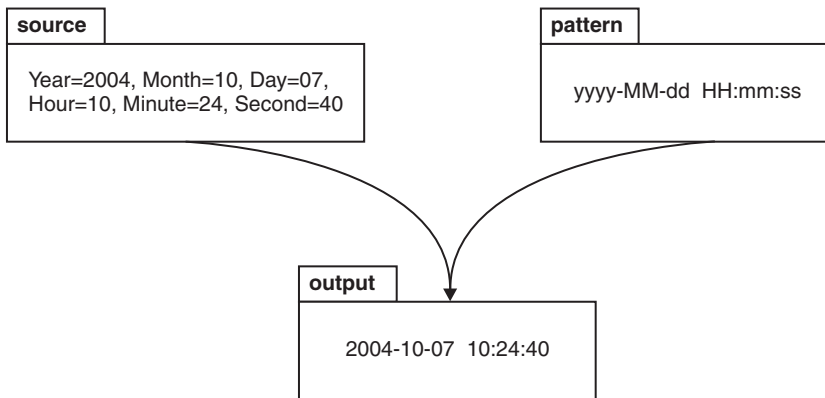 source
Year=2004, Month=10, Day=07,
Hour=10, Minute=24, Second=40
pattern
yyyy-MM-dd  HH:mm:ss
output
2004-10-07  10:24:40